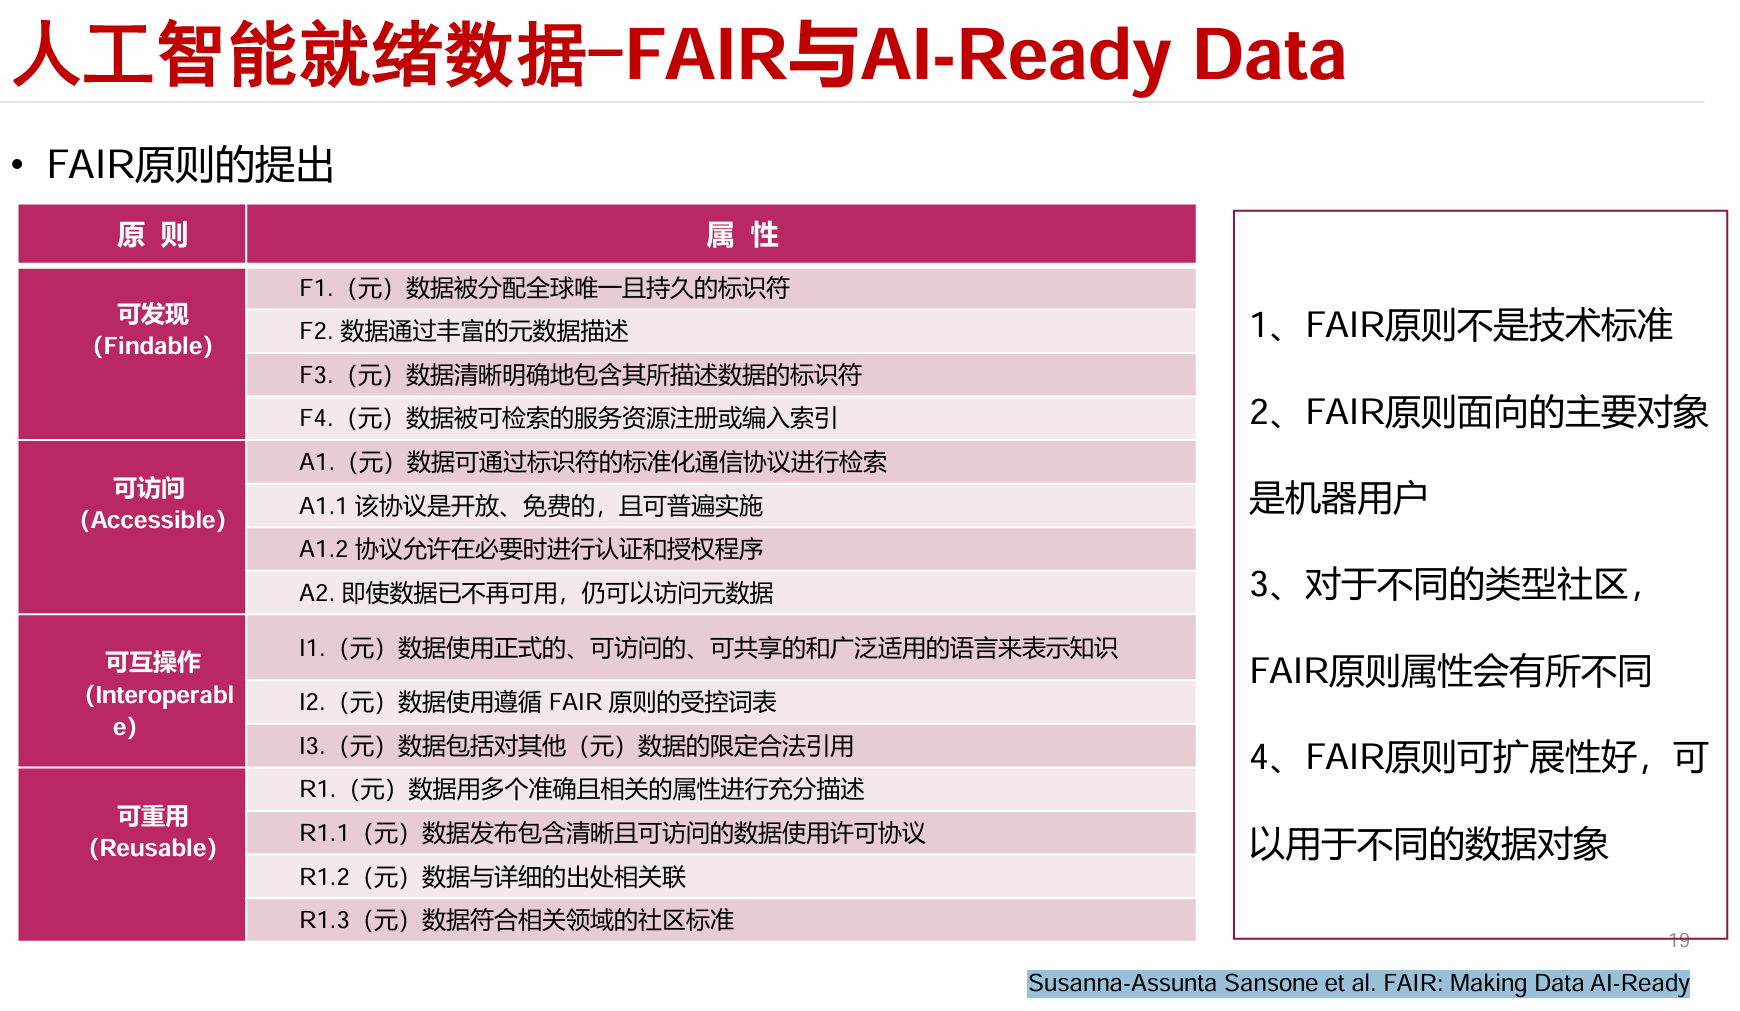 人工智能就绪数据–FAIR与AI-Ready Data
• FAIR原则的提出
原 则
属 性
可发现
（Findable）
F1.（元）数据被分配全球唯一且持久的标识符
F2. 数据通过丰富的元数据描述
F3.（元）数据清晰明确地包含其所描述数据的标识符
F4.（元）数据被可检索的服务资源注册或编入索引
可访问
（Accessible）
A1.（元）数据可通过标识符的标准化通信协议进行检索
A1.1 该协议是开放、免费的，且可普遍实施
A1.2 协议允许在必要时进行认证和授权程序
A2. 即使数据已不再可用，仍可以访问元数据
可互操作
（Interoperabl
e）
I1.（元）数据使用正式的、可访问的、可共享的和广泛适用的语言来表示知识
I2.（元）数据使用遵循 FAIR 原则的受控词表
I3.（元）数据包括对其他（元）数据的限定合法引用
可重用
（Reusable）
R1.（元）数据用多个准确且相关的属性进行充分描述
R1.1（元）数据发布包含清晰且可访问的数据使用许可协议
R1.2（元）数据与详细的出处相关联
R1.3（元）数据符合相关领域的社区标准
1、FAIR原则不是技术标准
2、FAIR原则面向的主要对象
是机器用户
3、对于不同的类型社区，
FAIR原则属性会有所不同
4、FAIR原则可扩展性好，可
以用于不同的数据对象
19
Susanna-Assunta Sansone et al. FAIR: Making Data AI-Ready